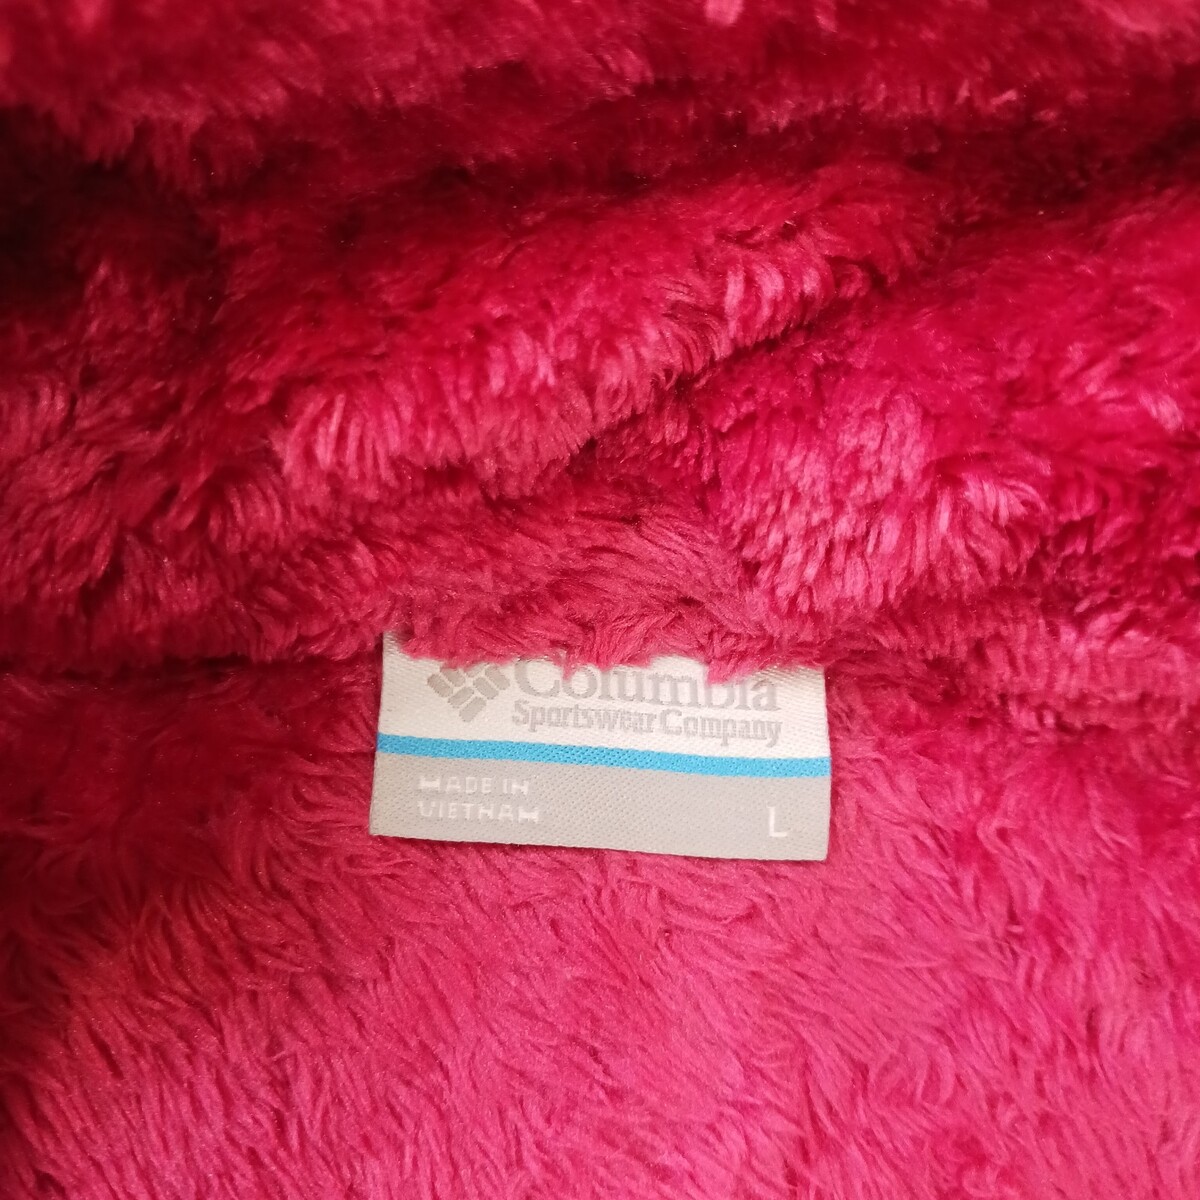 Columbia
Sportswear Company
MADE IN
VIETNAM
L